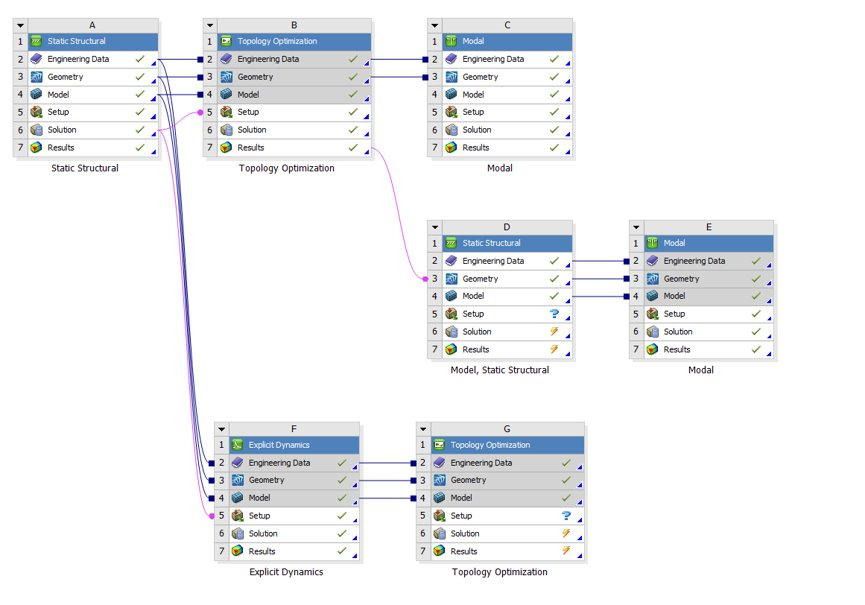 A
1 Static Structural
2 Engineering Data
3 Geometry
4 Model
5 Setup
6 Solution
7 Results
Static Structural
B
1 Topology Optimization
2 Engineering Data
3 Geometry
4 Model
5 Setup
6 Solution
7 Results
Topology Optimization
C
1 Modal
2 Engineering Data
3 Geometry
4 Model
5 Setup
6 Solution
7 Results
Modal
D
1 Static Structural
2 Engineering Data
3 Geometry
4 Model
5 Setup ?
6 Solution
7 Results
Model, Static Structural
E
1 Modal
2 Engineering Data
3 Geometry
4 Model
5 Setup
6 Solution
7 Results
Modal
F
1 Explicit Dynamics
2 Engineering Data
3 Geometry
4 Model
5 Setup
6 Solution
7 Results
Explicit Dynamics
G
1 Topology Optimization
2 Engineering Data
3 Geometry
4 Model
5 Setup ?
6 Solution
7 Results
Topology Optimization